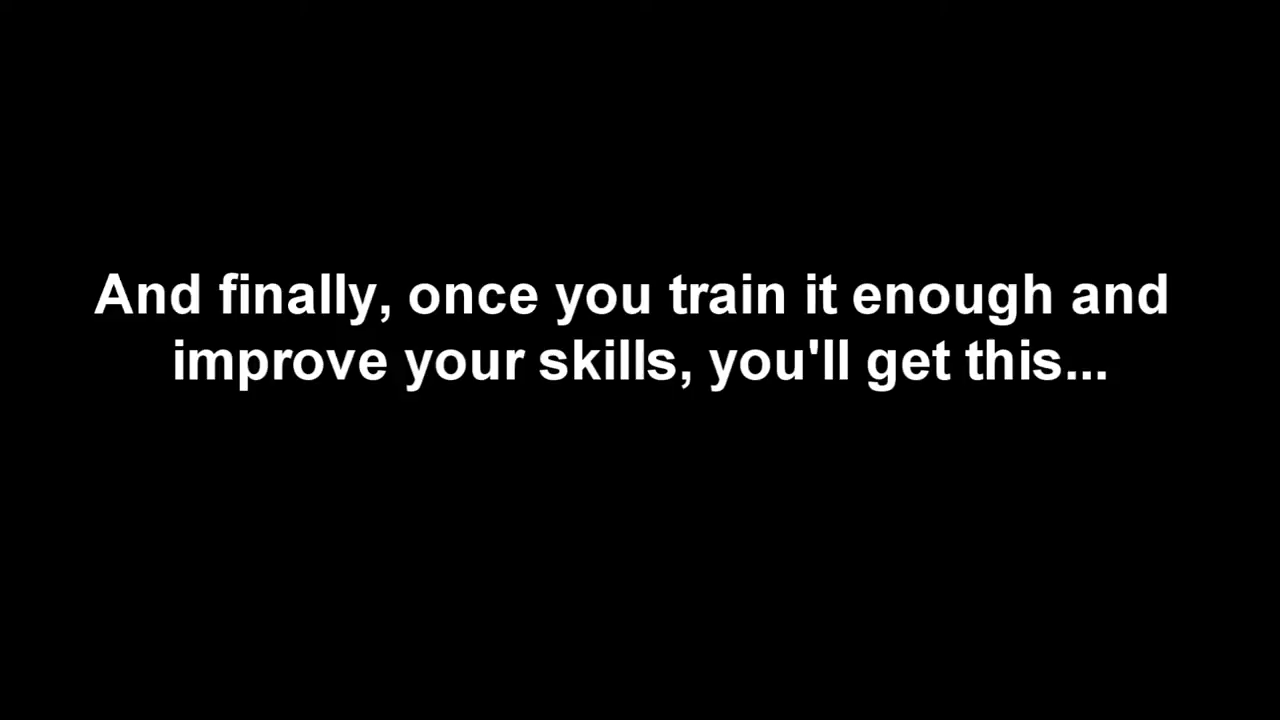 And finally, once you train it enough and
improve your skills, you'll get this...